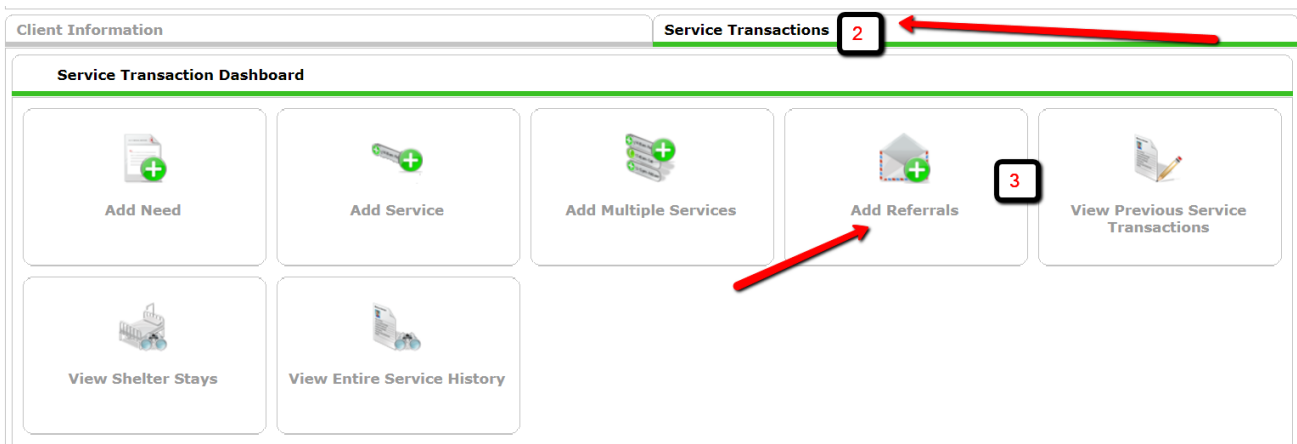 Client Information
Service Transactions
2
Service Transaction Dashboard
Add Need
Add Service
Add Multiple Services
Add Referrals
3
View Previous Service
Transactions
View Shelter Stays
View Entire Service History